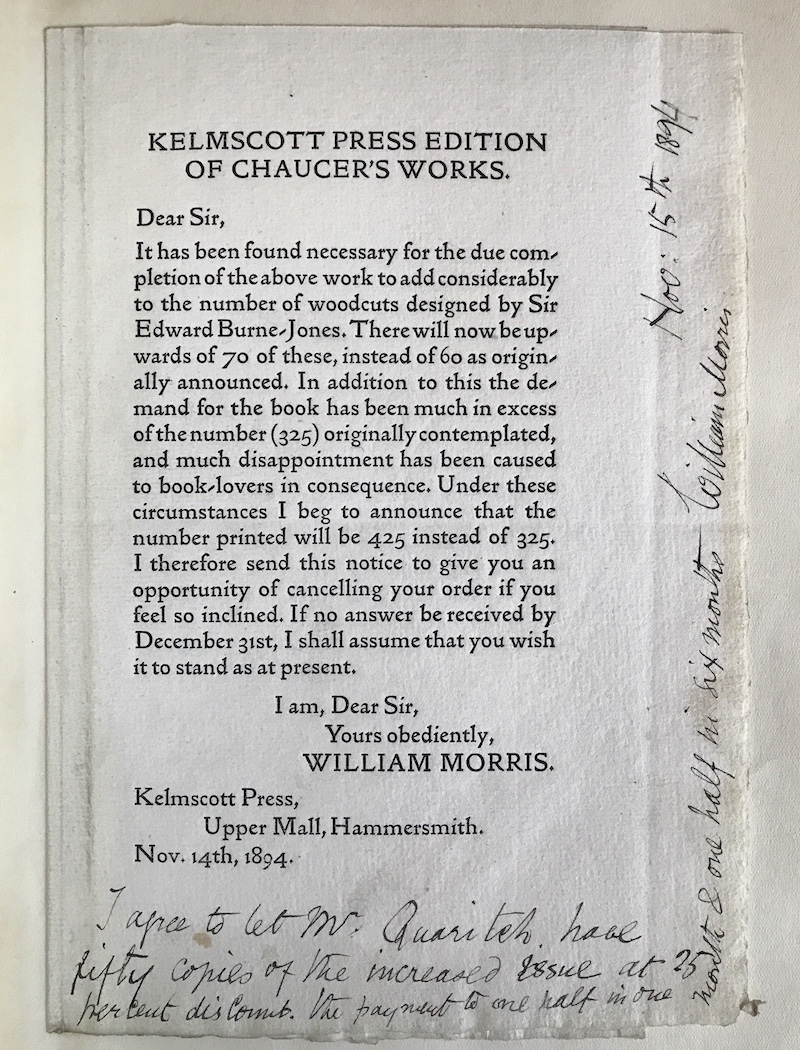 KELMSCOTT PRESS EDITION
OF CHAUCER'S WORKS.
Dear Sir,
It has been found necessary for the due com-
pletion of the above work to add considerably
to the number of woodcuts designed by Sir
Edward Burne-Jones. There will now be up-
wards of 70 of these, instead of 60 as origin-
ally announced. In addition to this the de-
mand for the book has been much in excess
of the number (325) originally contemplated,
and much disappointment has been caused
to book-lovers in consequence. Under these
circumstances I beg to announce that the
number printed will be 425 instead of 325.
I therefore send this notice to give you an
opportunity of cancelling your order if you
feel so inclined. If no answer be received by
December 31st, I shall assume that you wish
it to stand as at present.
I am, Dear Sir,
Yours obediently,
WILLIAM MORRIS.
Kelmscott Press,
Upper Mall, Hammersmith.
Nov. 14th, 1894.
I agree to let Mr. Quaritch have
fifty copies of the increased issue at 25
per cent discount. the payment to one half in one
month & one half in six months William Morris
Nov: 15th 1894